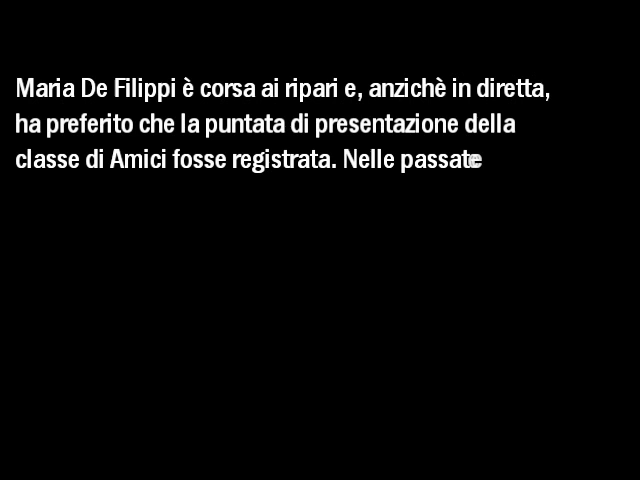 Maria De Filippi è corsa ai ripari e, anzichè in diretta,
ha preferito che la puntata di presentazione della
classe di Amici fosse registrata. Nelle passate